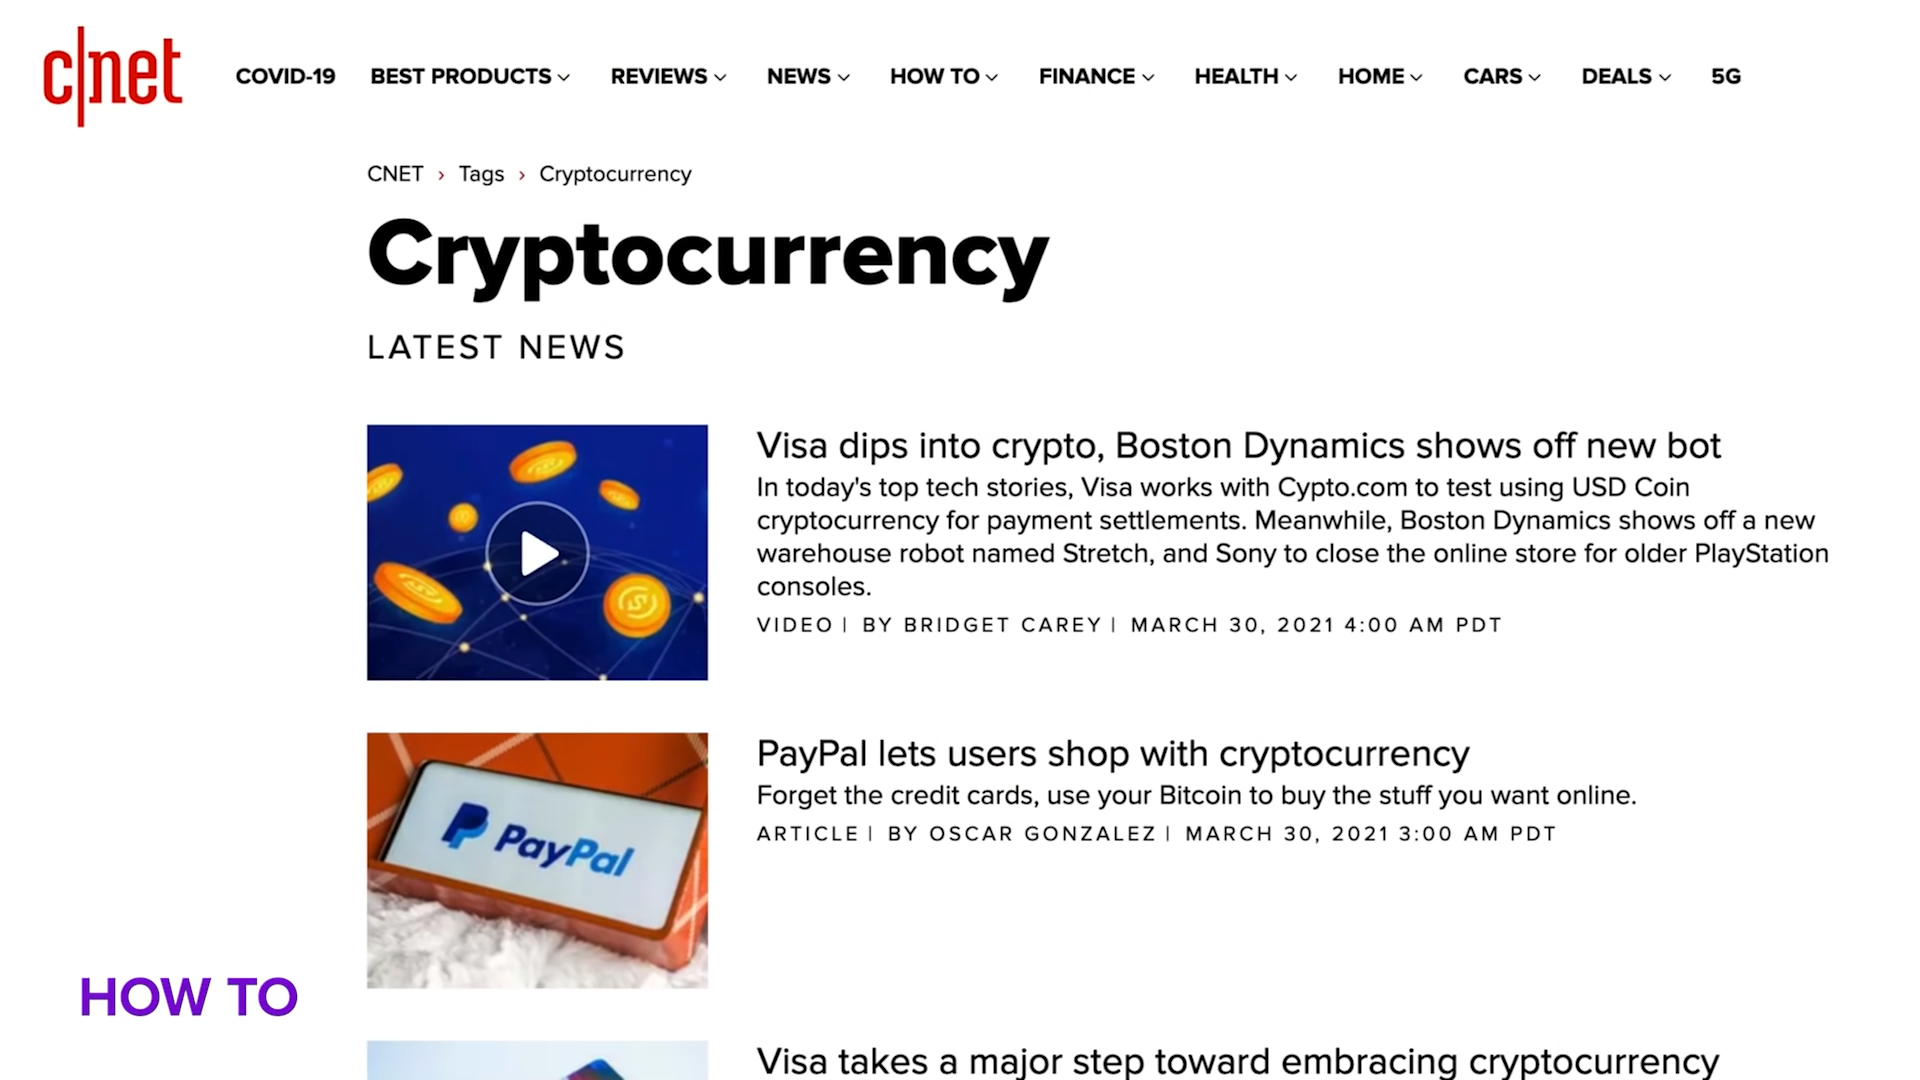 c|net
COVID-19 BEST PRODUCTS REVIEWS NEWS HOW TO FINANCE HEALTH HOME CARS DEALS 5G
CNET › Tags › Cryptocurrency
Cryptocurrency
LATEST NEWS
Visa dips into crypto, Boston Dynamics shows off new bot
In today's top tech stories, Visa works with Cypto.com to test using USD Coin
cryptocurrency for payment settlements. Meanwhile, Boston Dynamics shows off a new
warehouse robot named Stretch, and Sony to close the online store for older PlayStation
consoles.
VIDEO | BY BRIDGET CAREY | MARCH 30, 2021 4:00 AM PDT
PayPal
PayPal lets users shop with cryptocurrency
Forget the credit cards, use your Bitcoin to buy the stuff you want online.
ARTICLE | BY OSCAR GONZALEZ | MARCH 30, 2021 3:00 AM PDT
HOW TO
Visa takes a major step toward embracing cryptocurrency